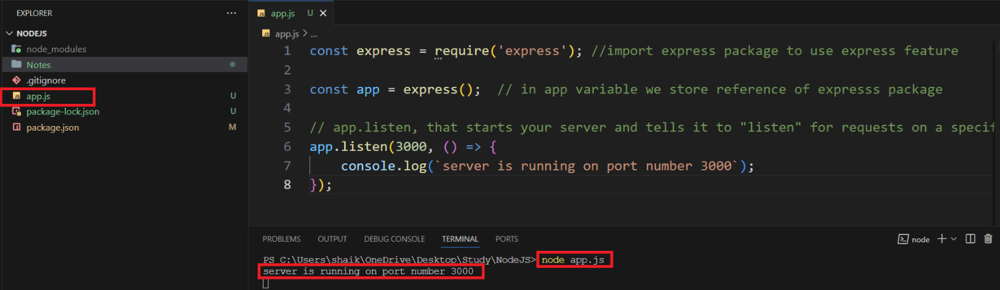 EXPLORER ...
NODEJS
node_modules
Notes
.gitignore
app.js U
package-lock.json U
package.json M
app.js U
app.js > ...
1 const express = require('express'); //import express package to use express feature
2
3 const app = express(); // in app variable we store reference of expresss package
4
5 // app.listen, that starts your server and tells it to "listen" for requests on a specif
6 app.listen(3000, () => {
7 console.log(`server is running on port number 3000`);
8 });
PROBLEMS OUTPUT DEBUG CONSOLE TERMINAL PORTS node
PS C:\Users\shaik\OneDrive\Desktop\Study\NodeJS> node app.js
server is running on port number 3000